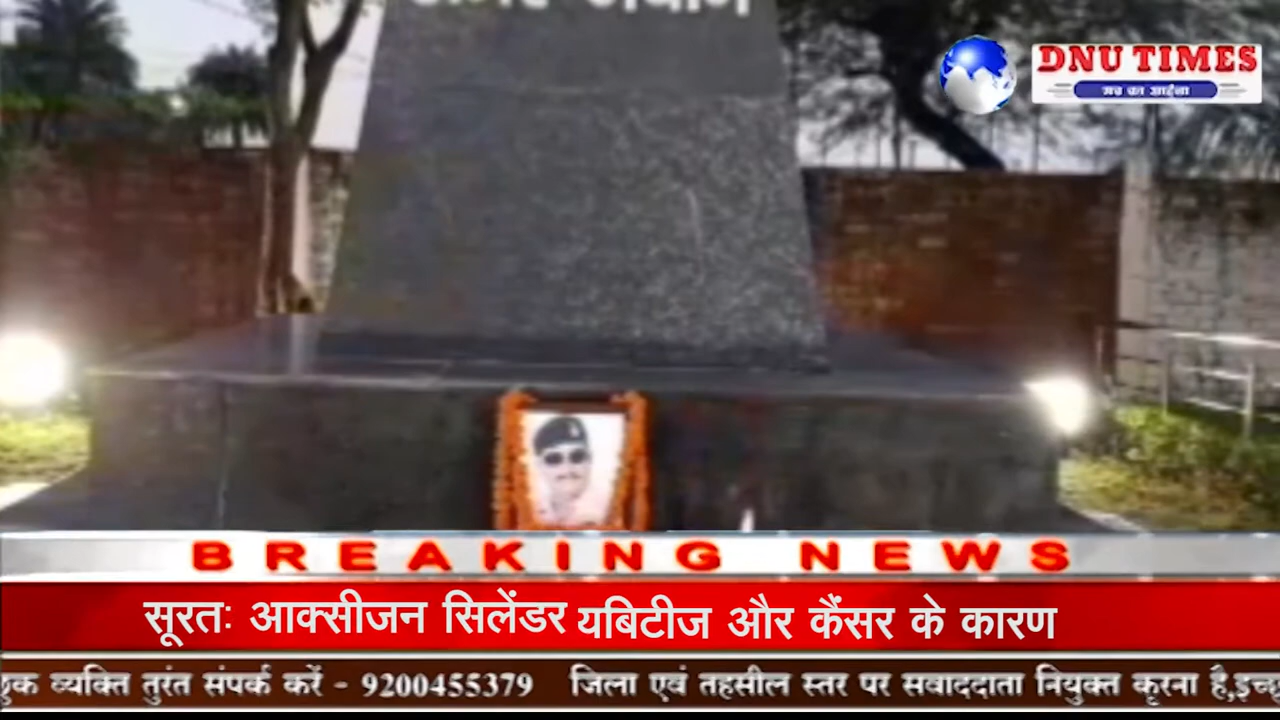 DNU TIMES
सच का आईना
BREAKING NEWS
सूरतः आक्सीजन सिलेंडर यबिटीज और कैंसर के कारण
व्यक्ति तुरंत संपर्क करें - 9200455379 जिला एवं तहसील स्तर पर सवाददाता नियुक्त करना है,